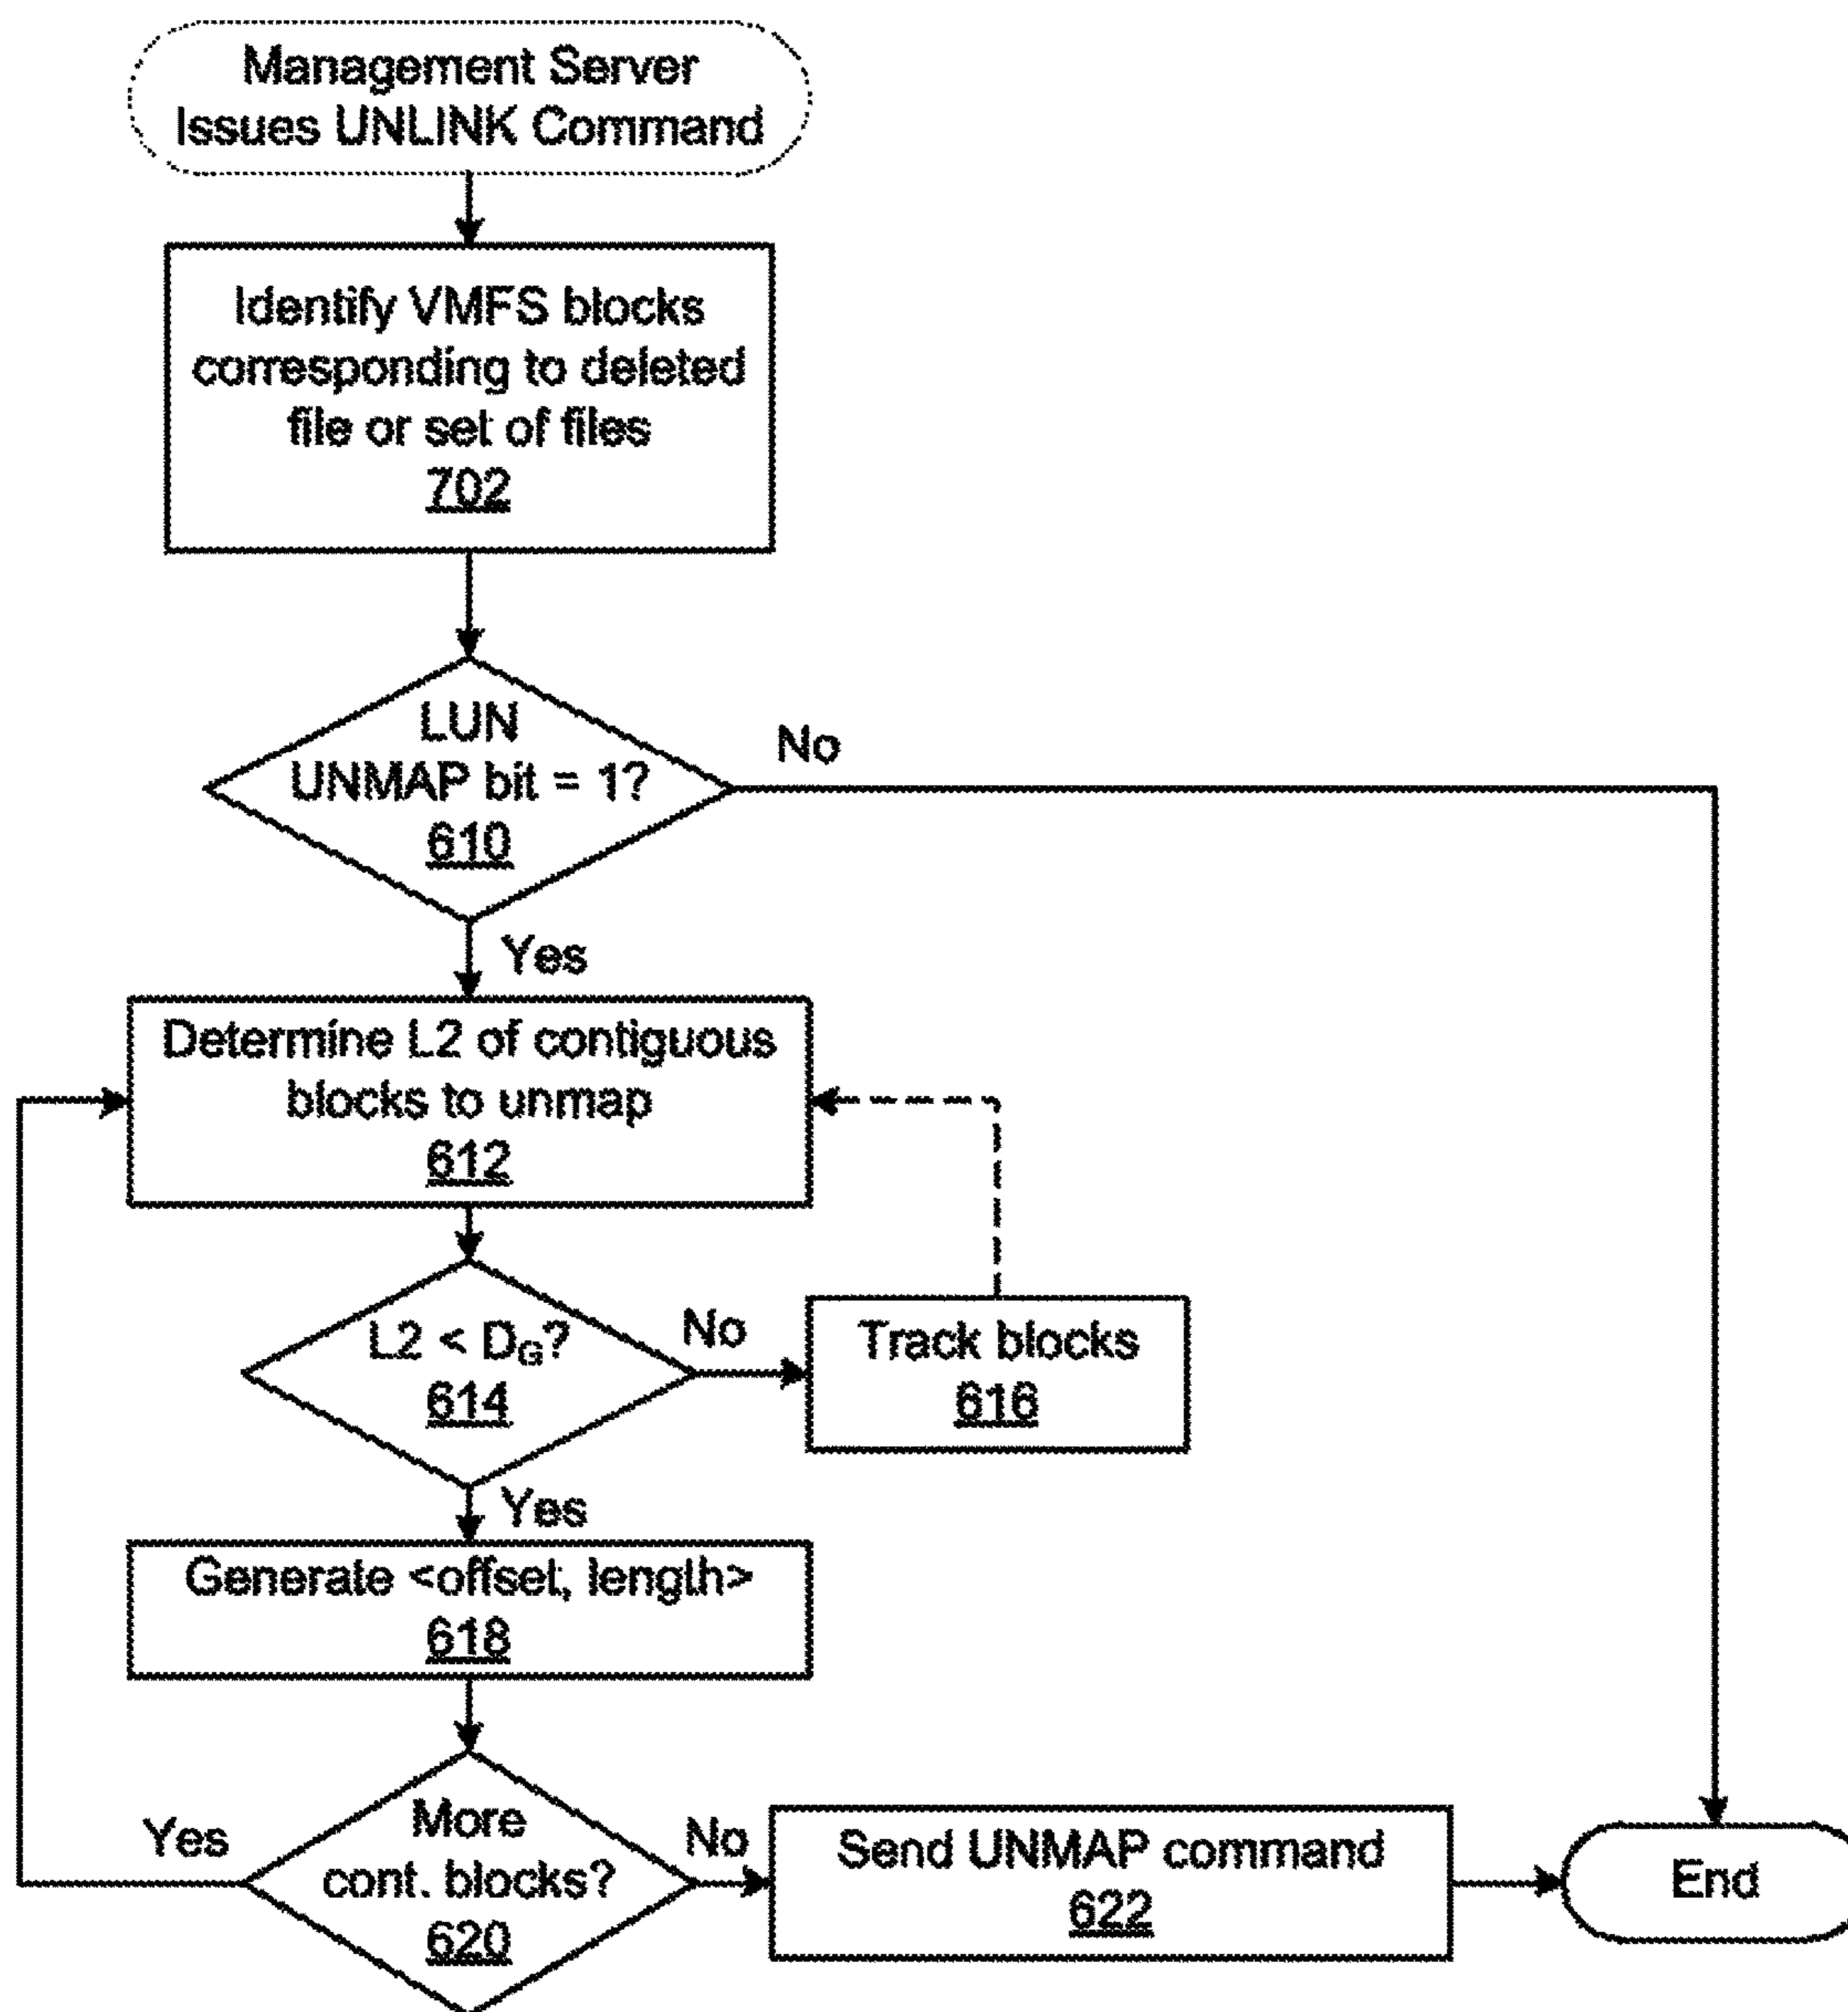 Management Server
Issues UNLINK Command
Identify VMFS blocks
corresponding to deleted
file or set of files
702
LUN
UNMAP bit = 1?
610
No
Yes
Determine L2 of contiguous
blocks to unmap
612
L2 < DG?
614
No
Track blocks
616
Yes
Generate <offset, length>
618
More
cont. blocks?
620
Yes
No
Send UNMAP command
622
End